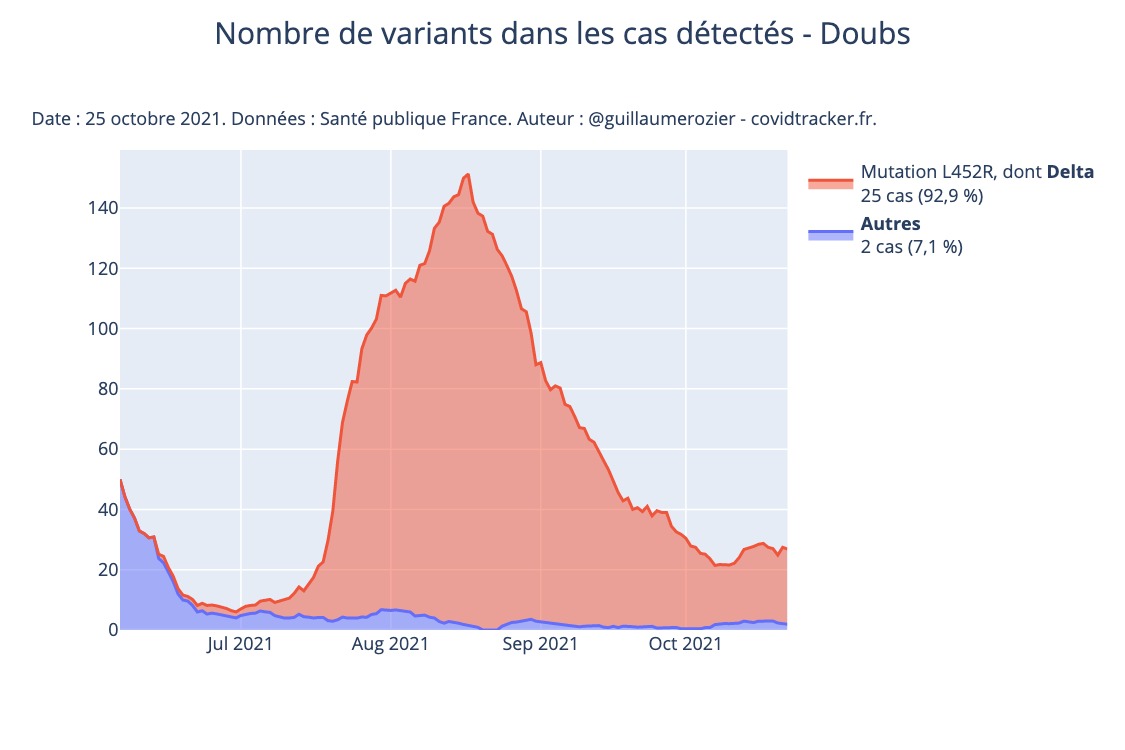 Nombre de variants dans les cas détectés - Doubs
Date : 25 octobre 2021. Données : Santé publique France. Auteur : @guillaumerozier - covidtracker.fr.
Mutation L452R, dont Delta
25 cas (92,9 %)
Autres
2 cas (7,1 %)
140
120
100
80
60
40
20
0
Jul 2021 Aug 2021 Sep 2021 Oct 2021